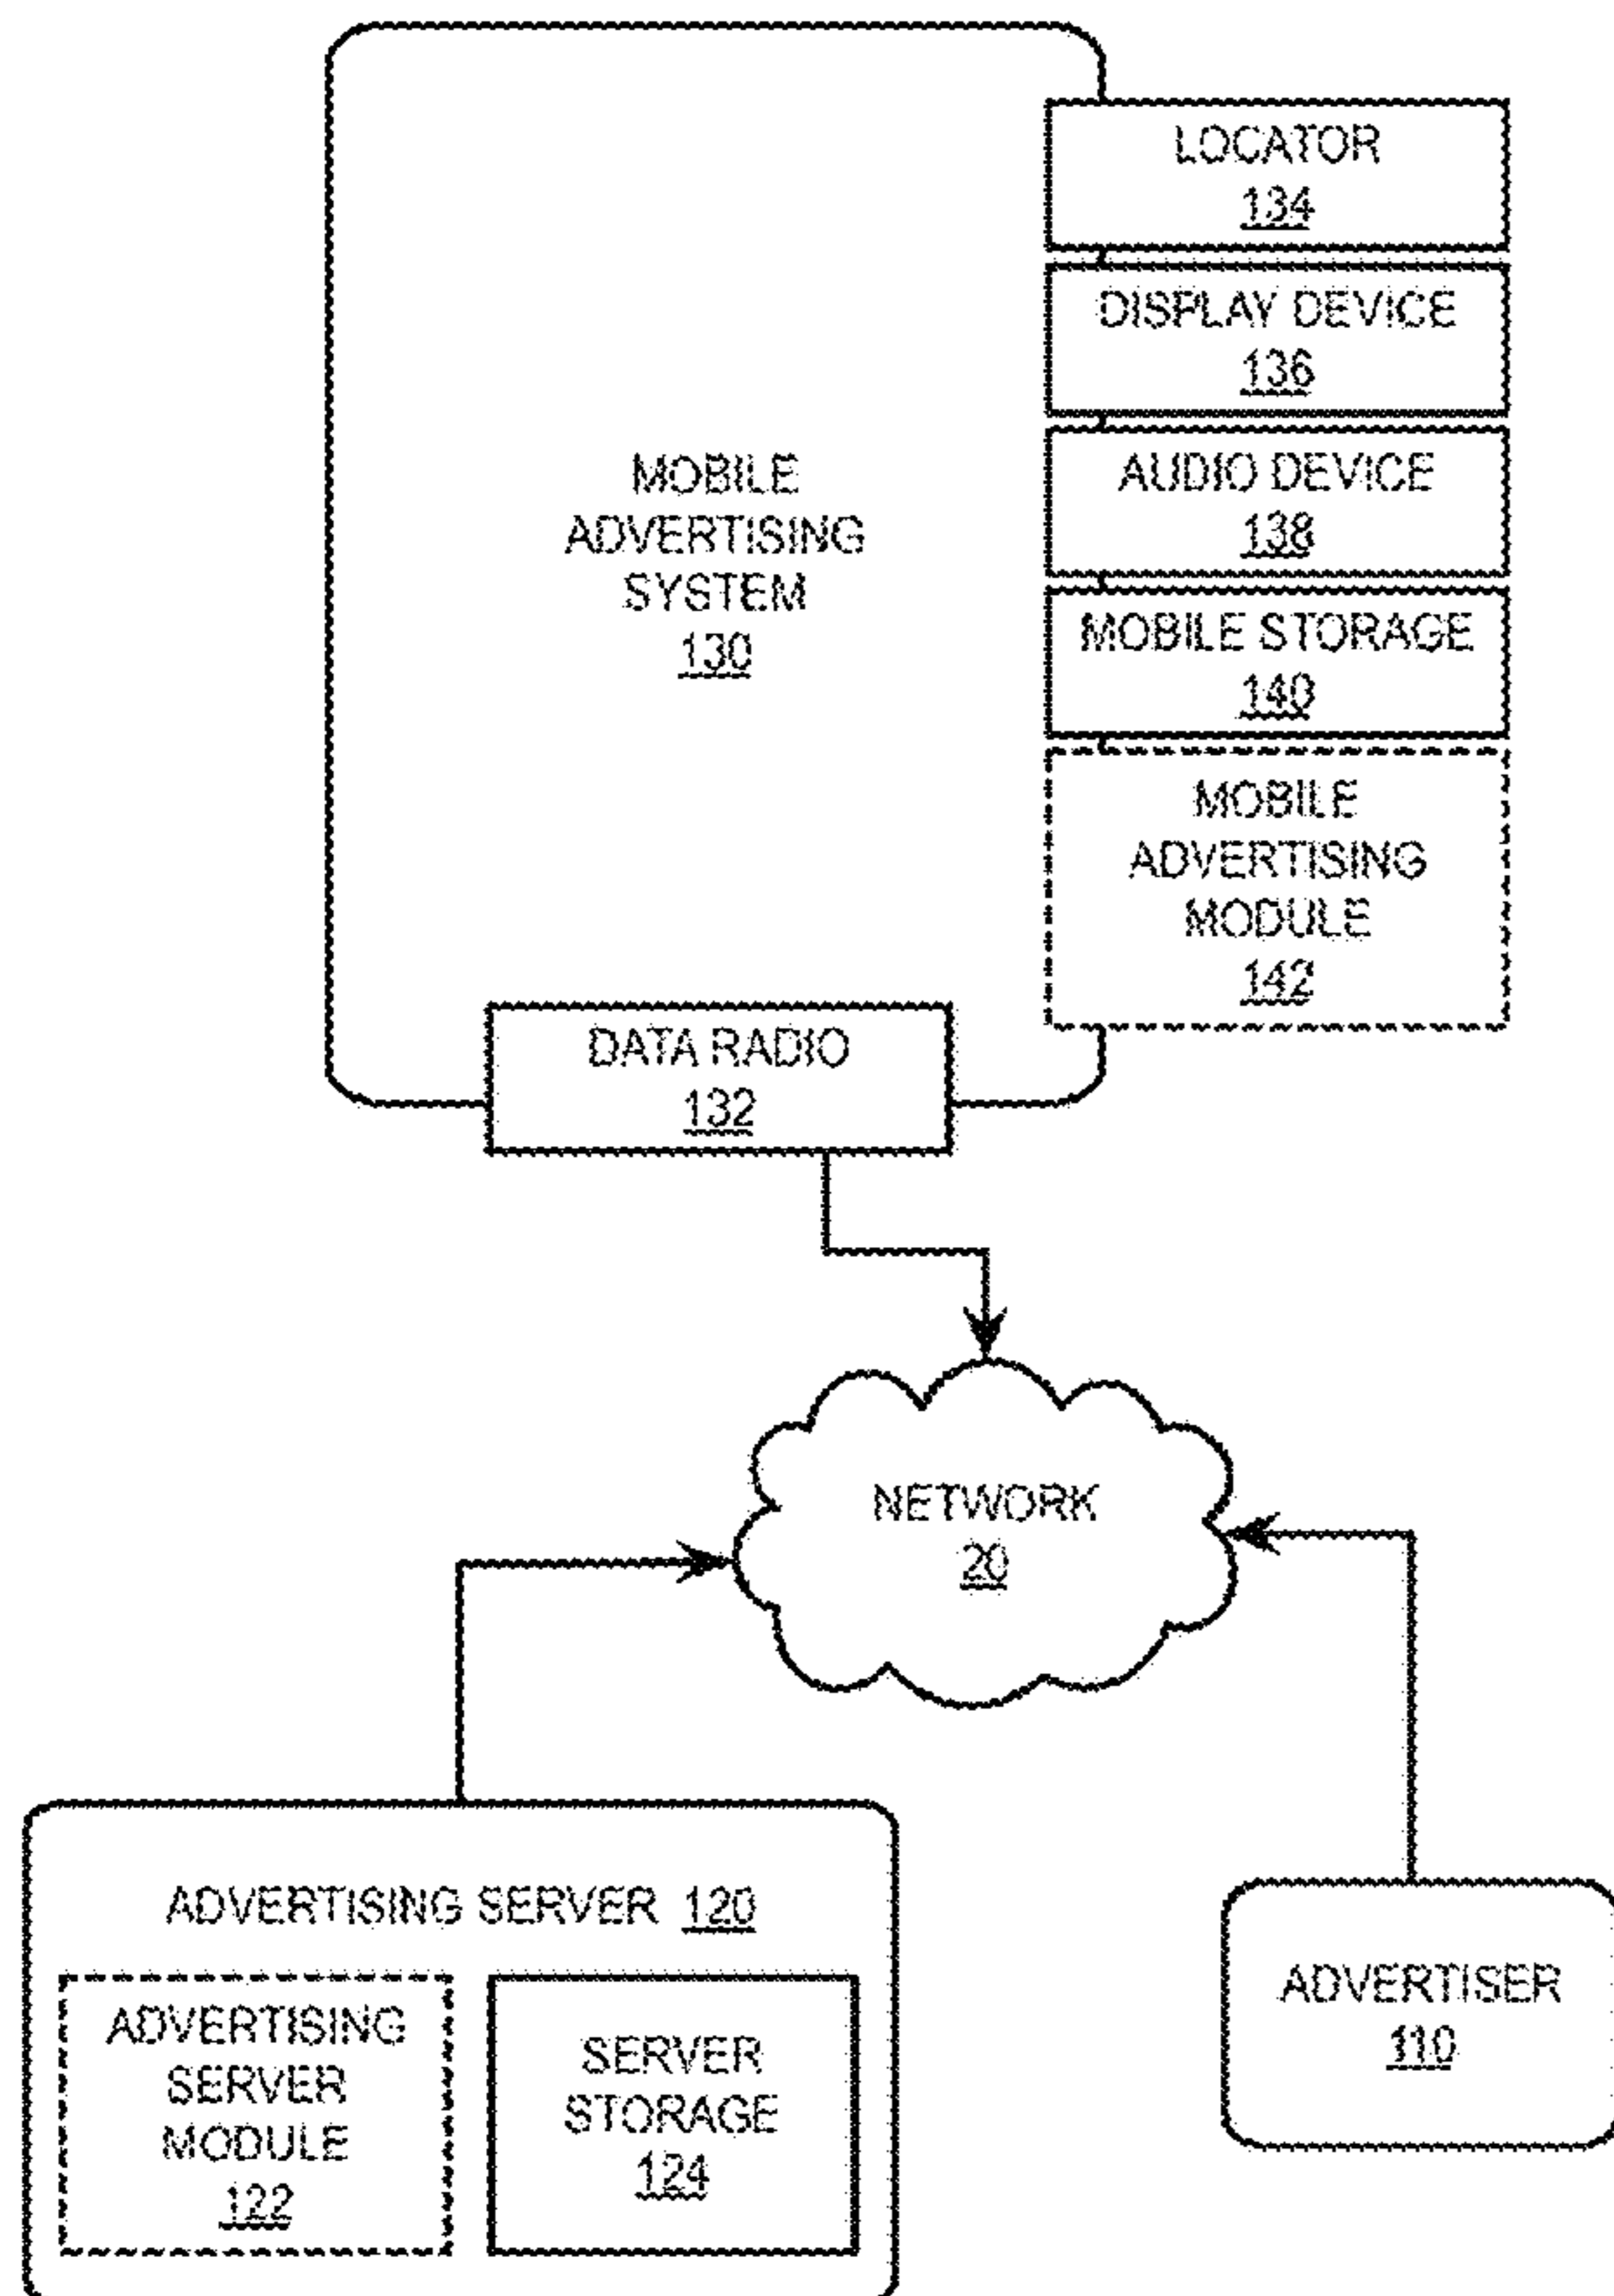 LOCATOR
134
DISPLAY DEVICE
136
AUDIO DEVICE
138
MOBILE STORAGE
140
MOBILE
ADVERTISING
MODULE
142
MOBILE
ADVERTISING
SYSTEM
130
DATA RADIO
132
NETWORK
20
ADVERTISING SERVER 120
ADVERTISING
SERVER
MODULE
122
SERVER
STORAGE
124
ADVERTISER
110